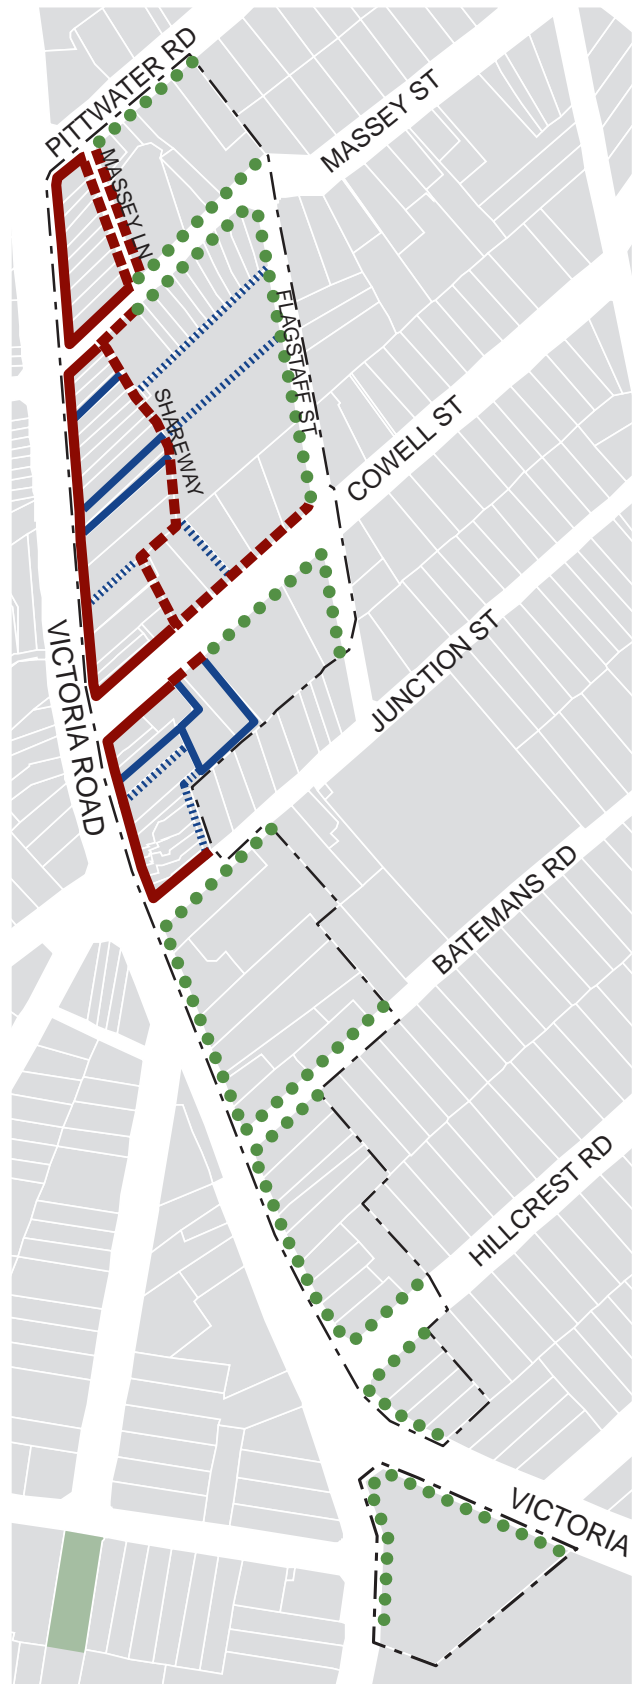 PITTWATER RD
MASSEY ST
MASSEY LN
FLAGSTAFF ST
SHAREWAY
COWELL ST
JUNCTION ST
VICTORIA ROAD
BATEMANS RD
HILLCREST RD
VICTORIA